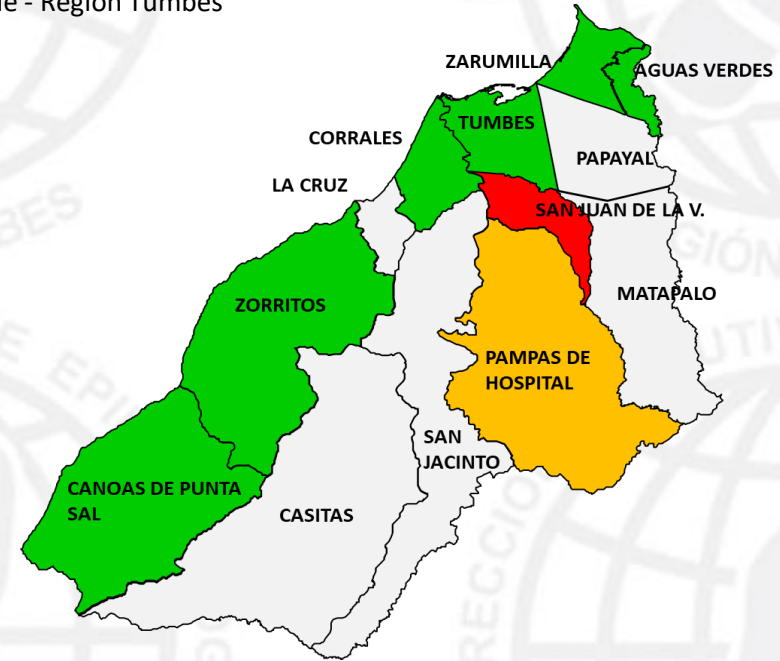 e - Región Tumbes
ZARUMILLA
AGUAS VERDES
TUMBES
CORRALES
PAPAYAL
LA CRUZ
SAN JUAN DE LA V.
MATAPALO
ZORRITOS
PAMPAS DE
HOSPITAL
SAN
JACINTO
CANOAS DE PUNTA
SAL
CASITAS